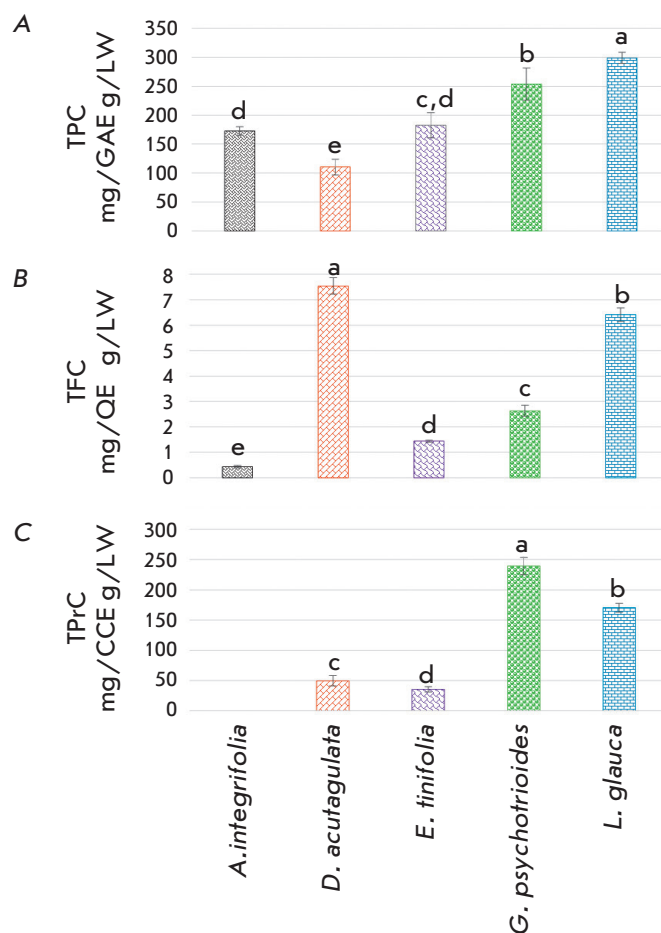 A
TPC
mg/GAE g/LW
350
300
250
200
150
100
50
0
d
e
c,d
b
a
B
TFC
mg/QE g/LW
8
7
6
5
4
3
2
1
0
e
a
d
c
b
C
TPrC
mg/CCE g/LW
300
250
200
150
100
50
0
c
d
a
b
A.integrifolia
D. acutagulata
E. tinifolia
G. psychotrioides
L. glauca